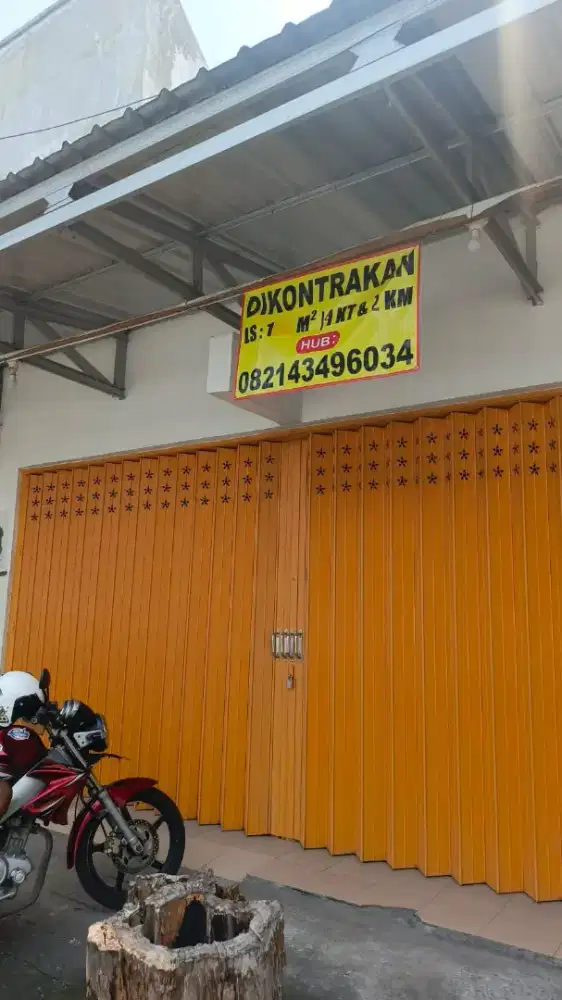 DIKONTRAKAN
LS : 7 M² | 4 KT & 2 KM
HUB :
082143496034